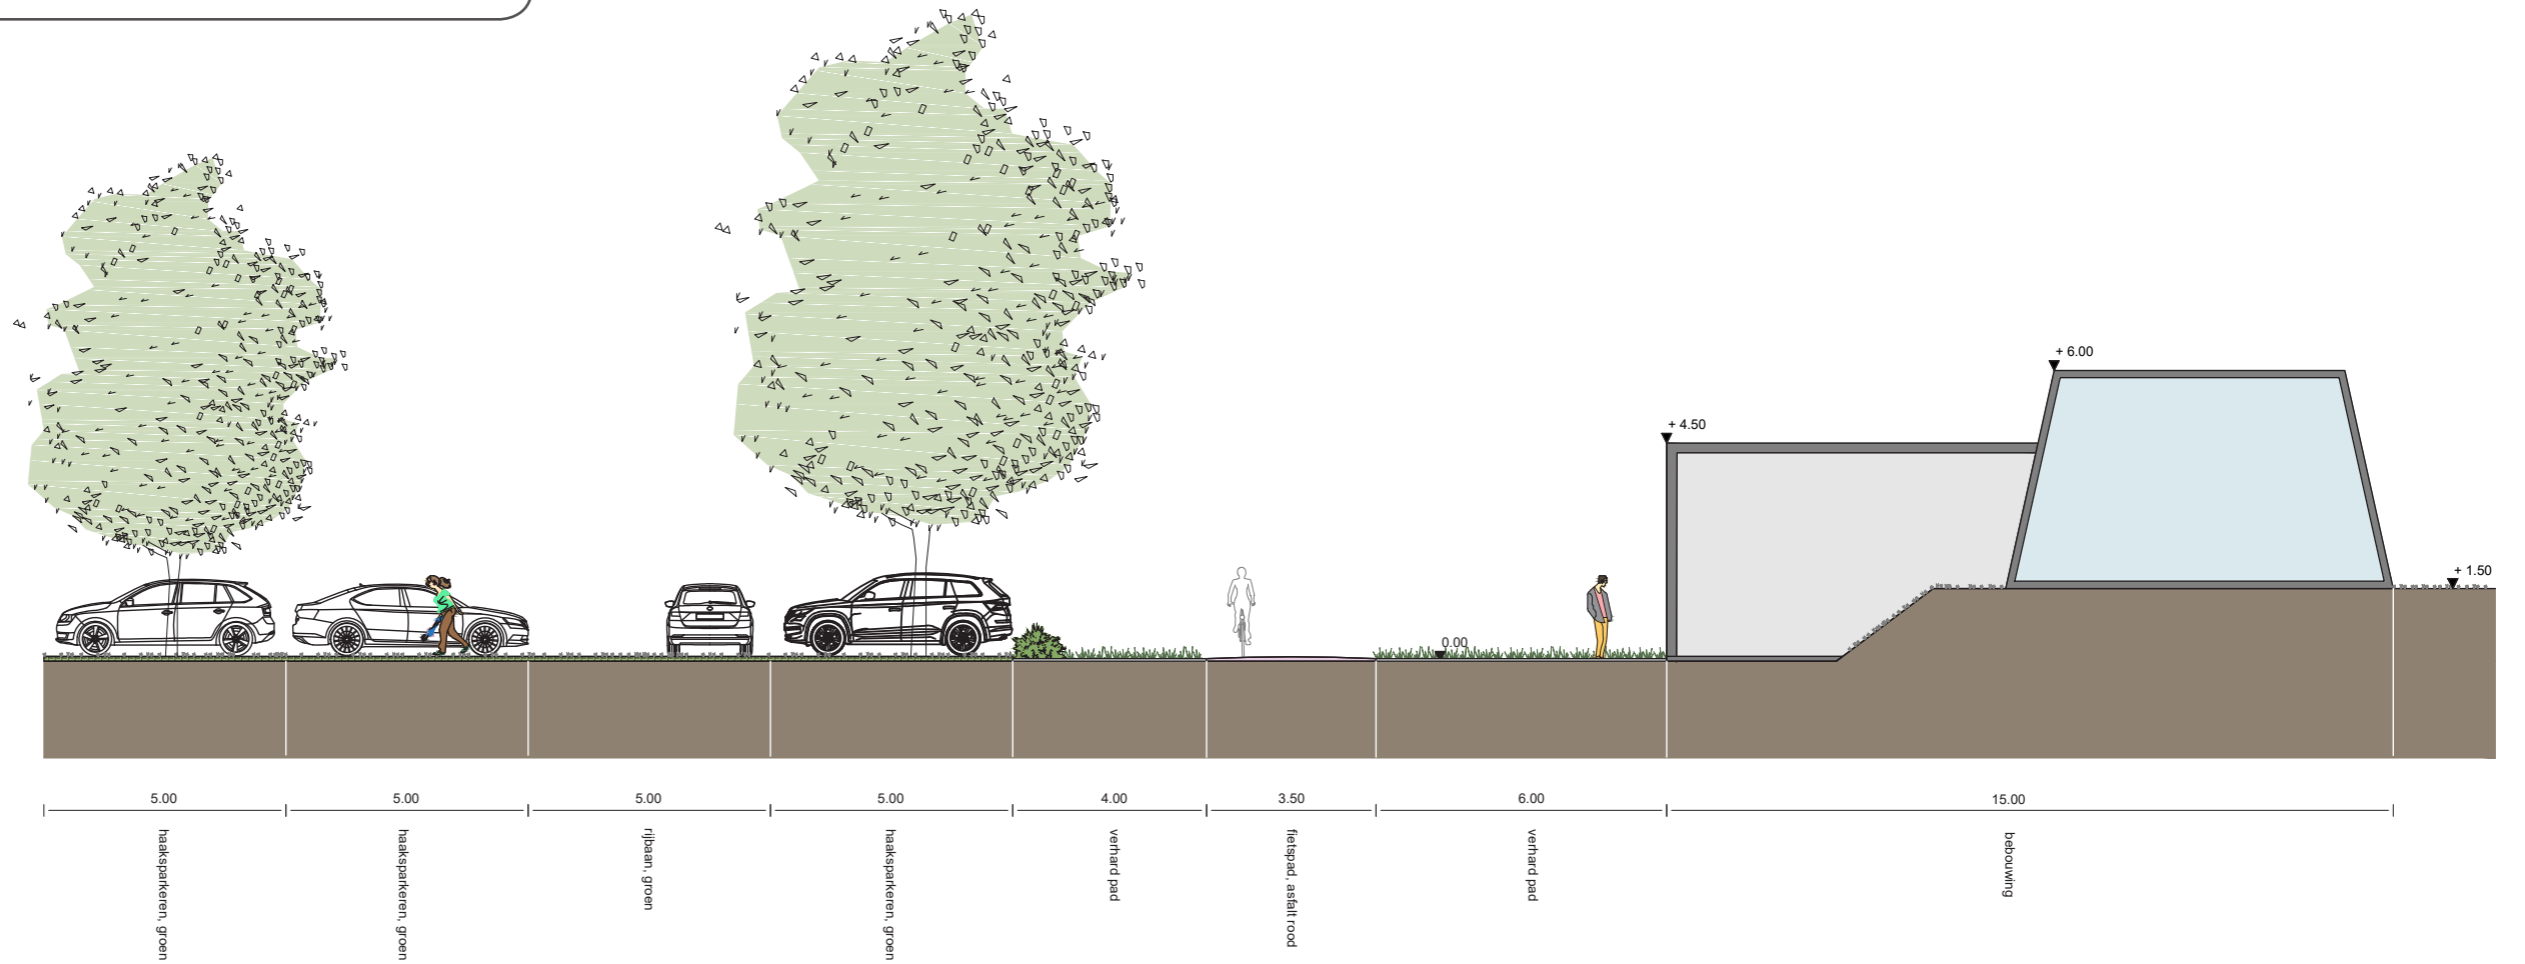 + 6.00
+ 4.50
+ 1.50
0.00
5.00
5.00
5.00
5.00
4.00
3.50
6.00
15.00
haaksparkeren, groen
haaksparkeren, groen
rijbaan, groen
haaksparkeren, groen
verhard pad
fietspad, asfalt rood
verhard pad
bebouwing